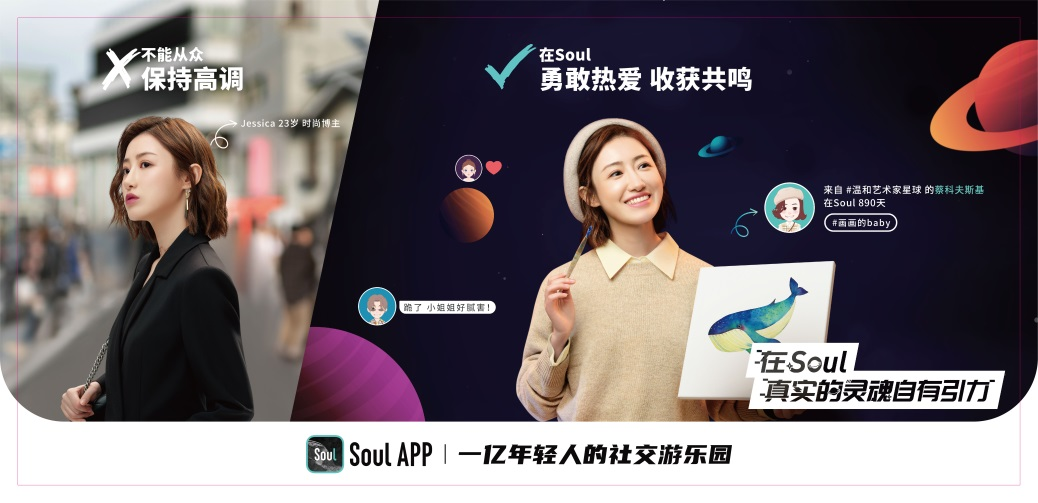 不能从众
保持高调
Jessica 23岁 时尚博主
在Soul
勇敢热爱 收获共鸣
来自 #温和艺术家星球 的蔡科夫斯基
在Soul 890天
#画画的baby
跪了 小姐姐好腻害!
在Soul
真实的灵魂自有引力
Soul
Soul APP | 一亿年轻人的社交游乐园